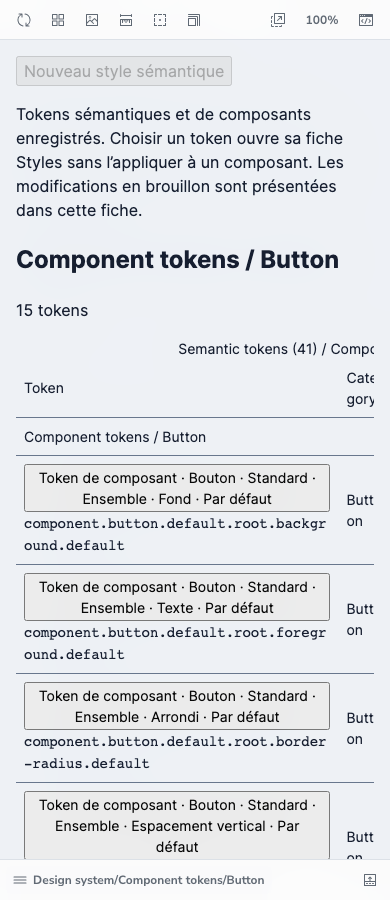 100%
Nouveau style sémantique
Tokens sémantiques et de composants
enregistrés. Choisir un token ouvre sa fiche
Styles sans l’appliquer à un composant. Les
modifications en brouillon sont présentées
dans cette fiche.
Component tokens / Button
15 tokens
Semantic tokens (41) / Compo
Token
Cate
gory
Component tokens / Button
Token de composant · Bouton · Standard ·
Ensemble · Fond · Par défaut
component.button.default.root.backgr
ound.default
Butt
on
Token de composant · Bouton · Standard ·
Ensemble · Texte · Par défaut
component.button.default.root.foregr
ound.default
Butt
on
Token de composant · Bouton · Standard ·
Ensemble · Arrondi · Par défaut
component.button.default.root.border
-radius.default
Butt
on
Token de composant · Bouton · Standard ·
Ensemble · Espacement vertical · Par
défaut
Butt
on
Design system/Component tokens/Button